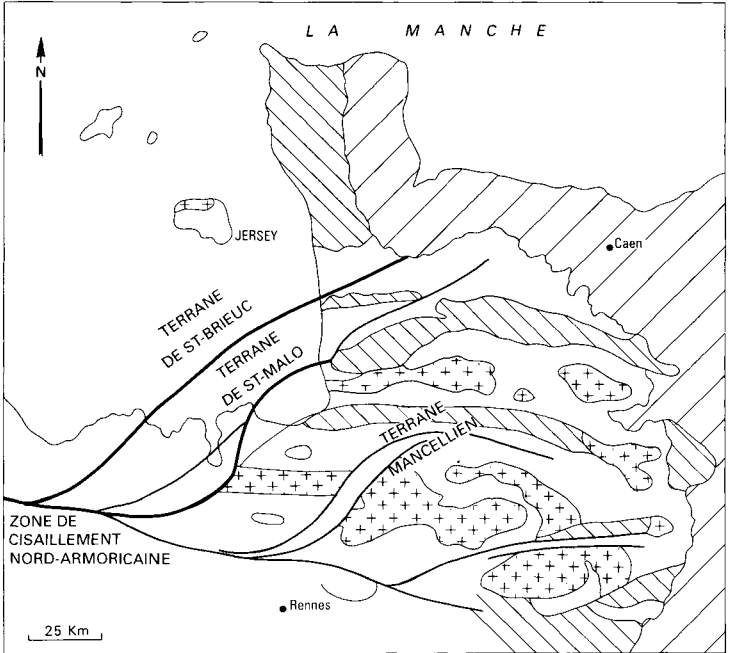 LA MANCHE
N
JERSEY
Caen
TERRANE
DE ST-BRIEUC
TERRANE
DE ST-MALO
TERRANE
MANCELLIEN
ZONE DE
CISAILLEMENT
NORD-ARMORICAINE
Rennes
25 Km